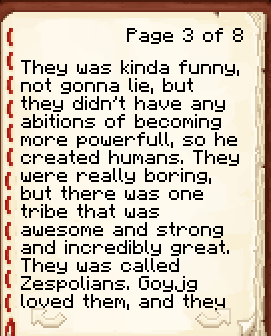 Page 3 of 8
They was kinda funny,
not gonna lie, but
they didn't have any
abitions of becoming
more powerfull, so he
created humans. They
were really boring,
but there was one
tribe that was
awesome and strong
and incredibly great.
They was called
Zespolians. Goy.jg
loved them, and they